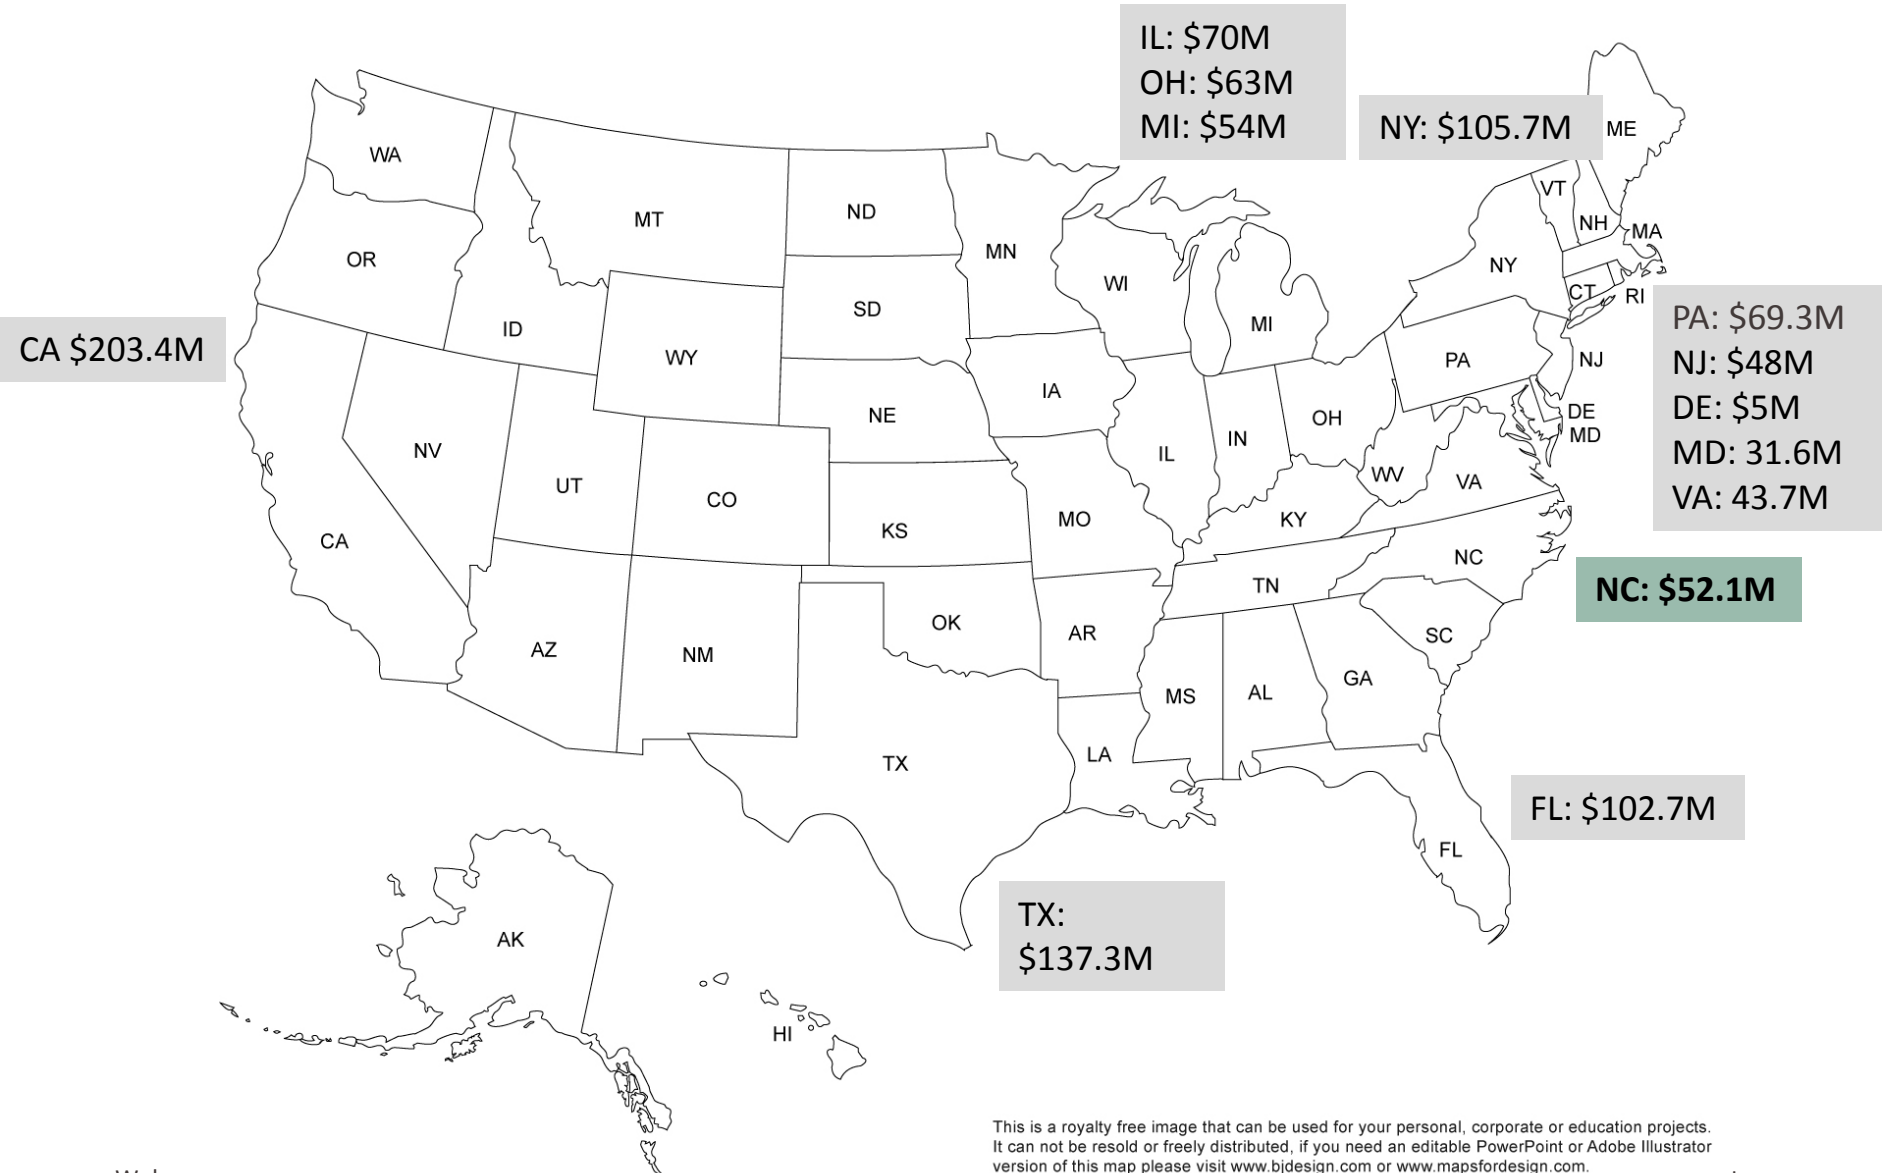 IL: $70M
OH: $63M
MI: $54M
NY: $105.7M
ME
WA
VT
ND
MT
NH
MA
MN
OR
NY
WI
CT
RI
SD
MI
ID
PA: $69.3M
NJ: $48M
DE: $5M
MD: 31.6M
VA: 43.7M
CA $203.4M
WY
PA
NJ
IA
NE
OH
DE
MD
IN
NV
IL
WV
VA
UT
CO
MO
KY
KS
CA
NC
TN
NC: $52.1M
OK
AR
SC
AZ
NM
GA
MS
AL
LA
TX
FL: $102.7M
FL
TX:
$137.3M
AK
HI
This is a royalty free image that can be used for your personal, corporate or education projects.
It can not be resold or freely distributed, if you need an editable PowerPoint or Adobe Illustrator
version of this map please visit www.bjdesign.com or www.mapsfordesign.com.